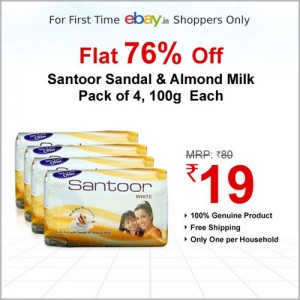 For First Time ebay.in Shoppers Only
Flat 76% Off
Santoor Sandal & Almond Milk
Pack of 4, 100g Each
MRP: ₹80
₹19
Santoor
WHITE
100% Genuine Product
Free Shipping
Only One per Household